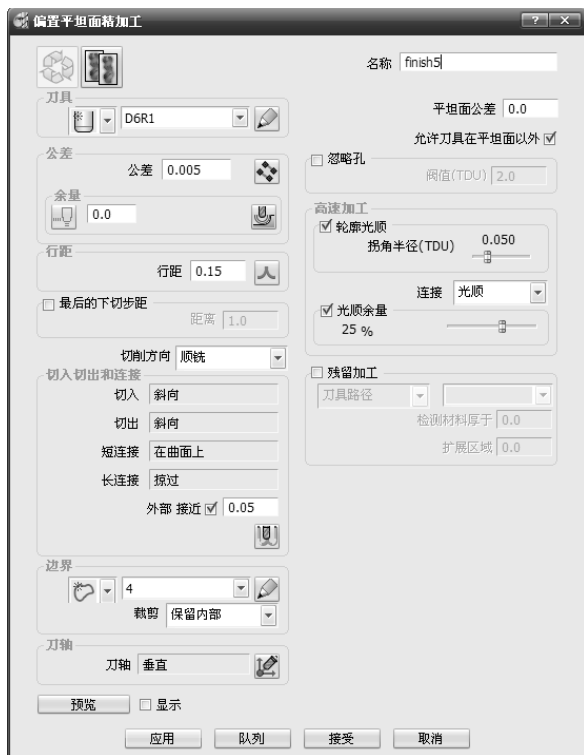 偏置平坦面精加工
名称 finish5
刀具
D6R1
平坦面公差 0.0
允许刀具在平坦面以外
公差
公差 0.005
忽略孔
阀值(TDU) 2.0
余量
0.0
高速加工
轮廓光顺
拐角半径(TDU) 0.050
行距
行距 0.15
连接 光顺
最后的下切步距
距离 1.0
光顺余量
25 %
切削方向 顺铣
残留加工
刀具路径
检测材料厚于 0.0
扩展区域 0.0
切入切出和连接
切入 斜向
切出 斜向
短连接 在曲面上
长连接 掠过
外部 接近 0.05
边界
4
裁剪 保留内部
刀轴
刀轴 垂直
预览 显示
应用 队列 接受 取消